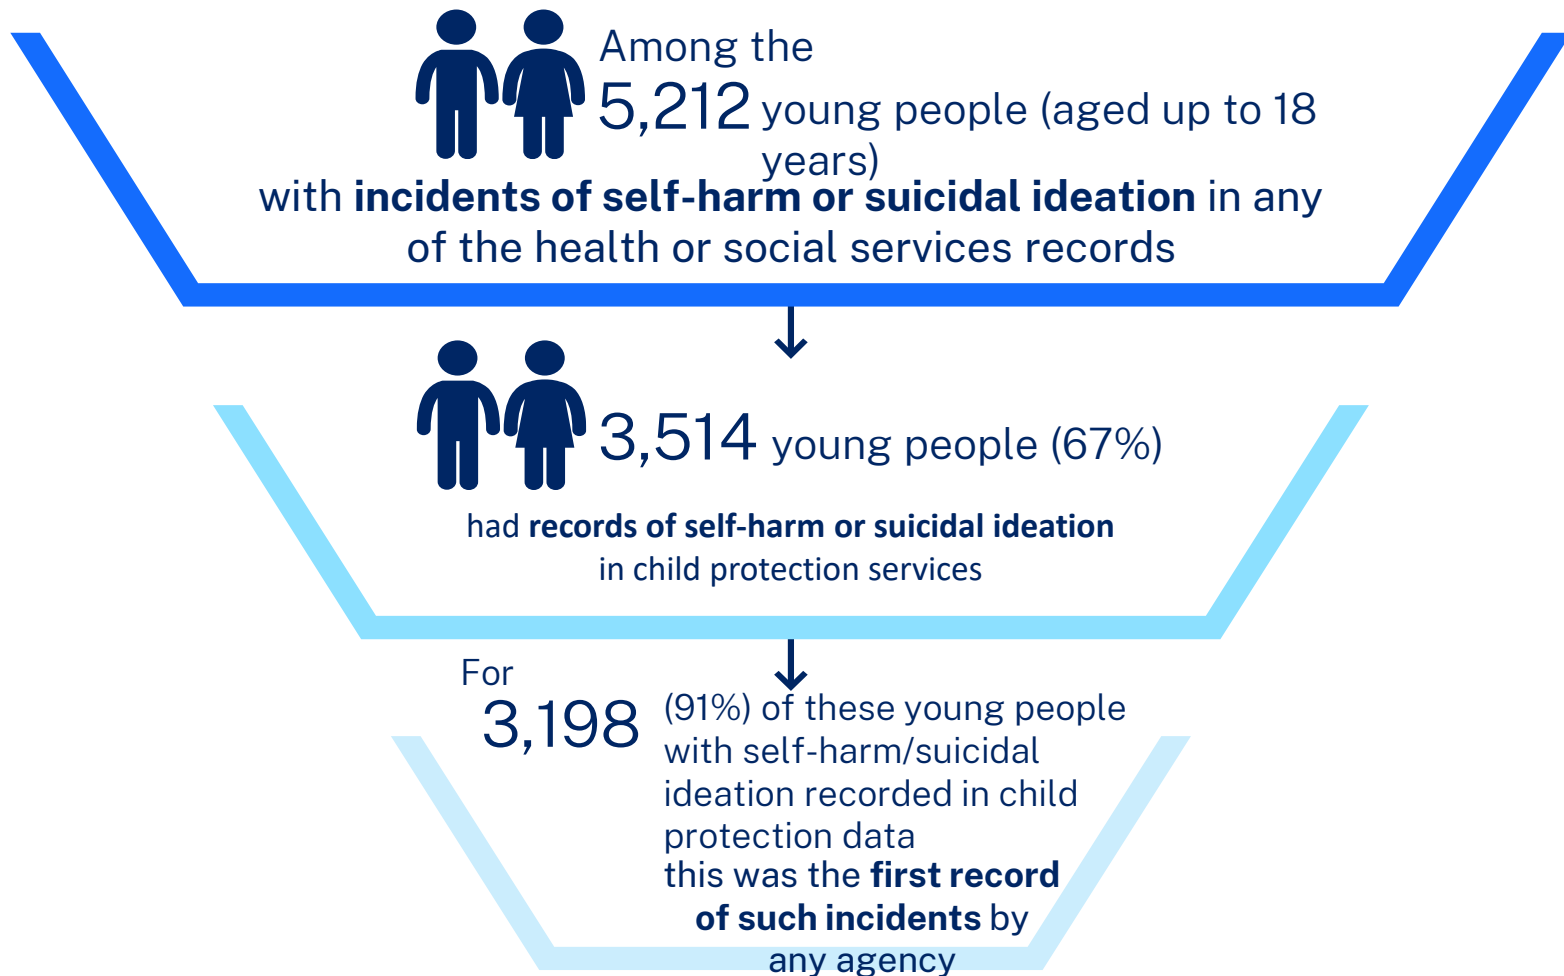 Among the
5,212 young people (aged up to 18
years)
with incidents of self-harm or suicidal ideation in any
of the health or social services records
3,514 young people (67%)
had records of self-harm or suicidal ideation
in child protection services
For
3,198 (91%) of these young people
with self-harm/suicidal
ideation recorded in child
protection data
this was the first record
of such incidents by
any agency